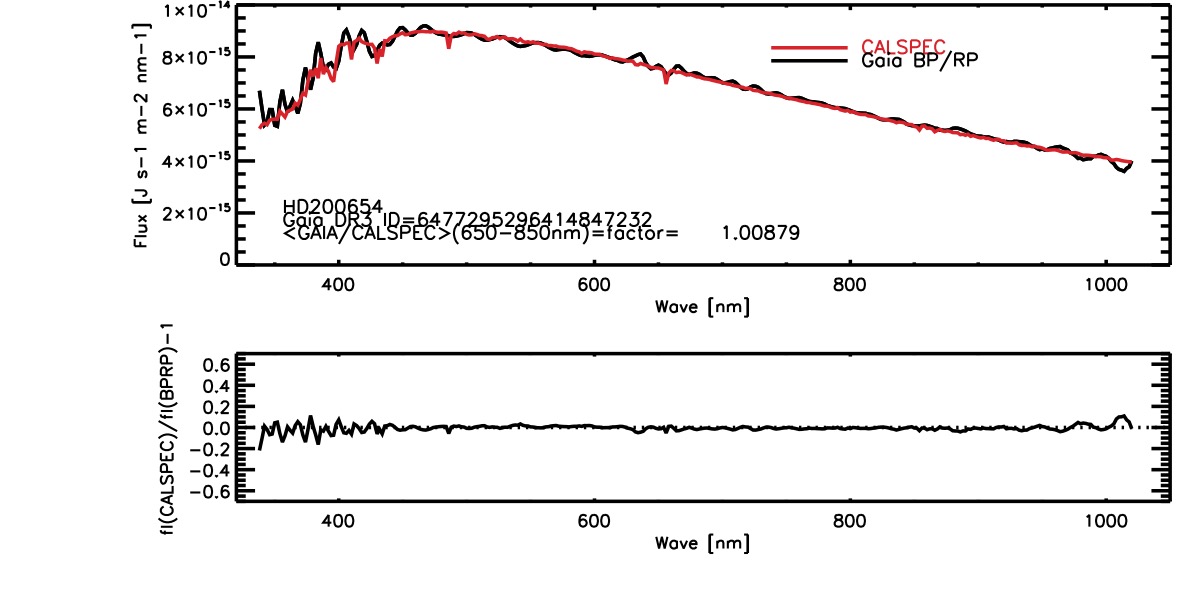 1×10−14
8×10−15
6×10−15
4×10−15
2×10−15
0
Flux [J s−1 m−2 nm−1]
CALSPEC
Gaia BP/RP
HD200654
Gaia DR3 ID=6477295296414847232
<GAIA/CALSPEC>(650−850nm)=factor= 1.00879
400 600 800 1000
Wave [nm]
fl(CALSPEC)/fl(BPRP)−1
0.6
0.4
0.2
0.0
−0.2
−0.4
−0.6
400 600 800 1000
Wave [nm]